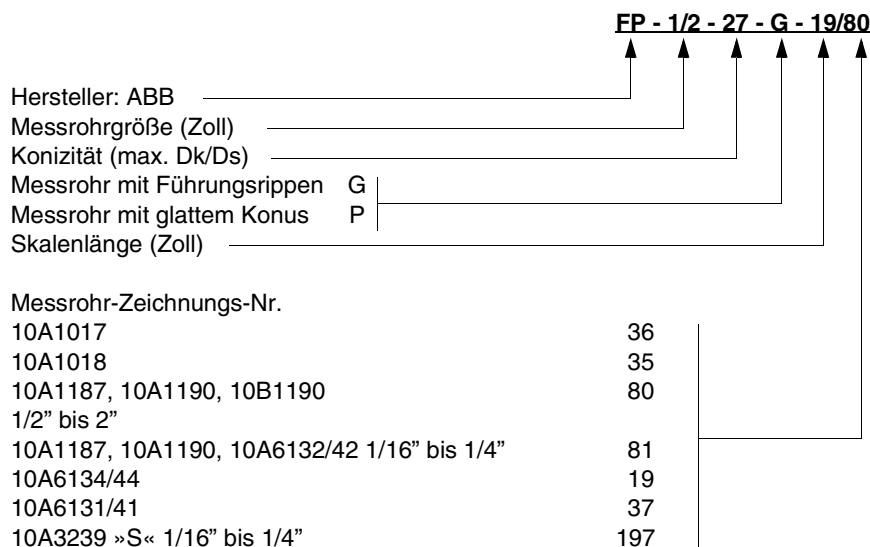 FP - 1/2 - 27 - G - 19/80
Hersteller: ABB
Messrohrgröße (Zoll)
Konizität (max. Dk/Ds)
Messrohr mit Führungsrippen G
Messrohr mit glattem Konus P
Skalenlänge (Zoll)
Messrohr-Zeichnungs-Nr.
10A1017 36
10A1018 35
10A1187, 10A1190, 10B1190 80
1/2” bis 2”
10A1187, 10A1190, 10A6132/42 1/16” bis 1/4” 81
10A6134/44 19
10A6131/41 37
10A3239 »S« 1/16” bis 1/4” 197